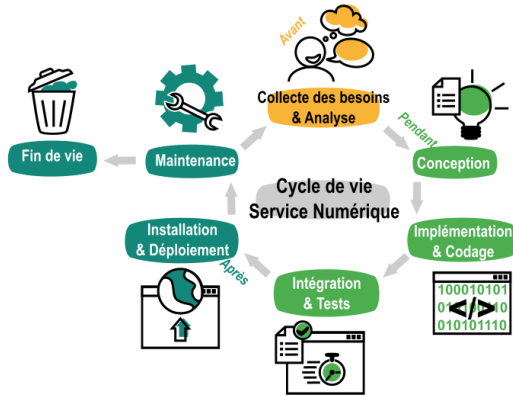 Avant
Collecte des besoins
& Analyse
Pendant
Conception
Implémentation
& Codage
100010101
010101110
</>
Intégration
& Tests
Après
Installation
& Déploiement
Maintenance
Fin de vie
Cycle de vie
Service Numérique